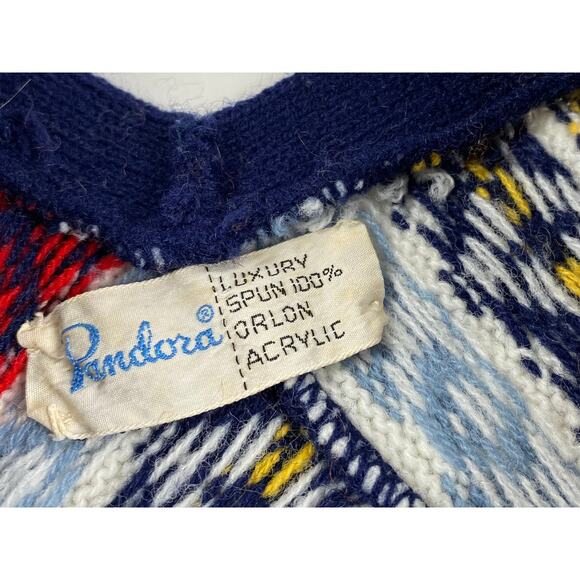 Pandora®
LUXURY
SPUN 100%
ORLON
ACRYLIC